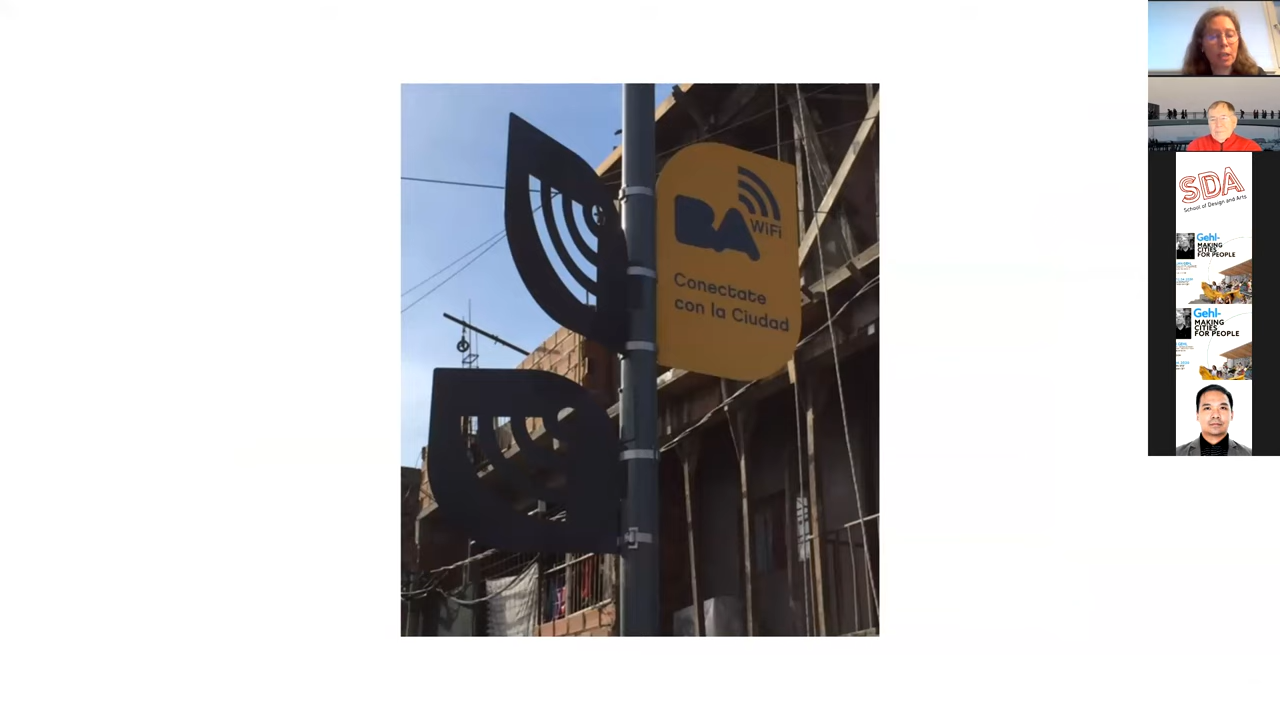 BA
WiFi
Conectate
con la Ciudad
SDA
School of Design and Arts
Gehl-
MAKING
CITIES
FOR PEOPLE
Gehl-
MAKING
CITIES
FOR PEOPLE